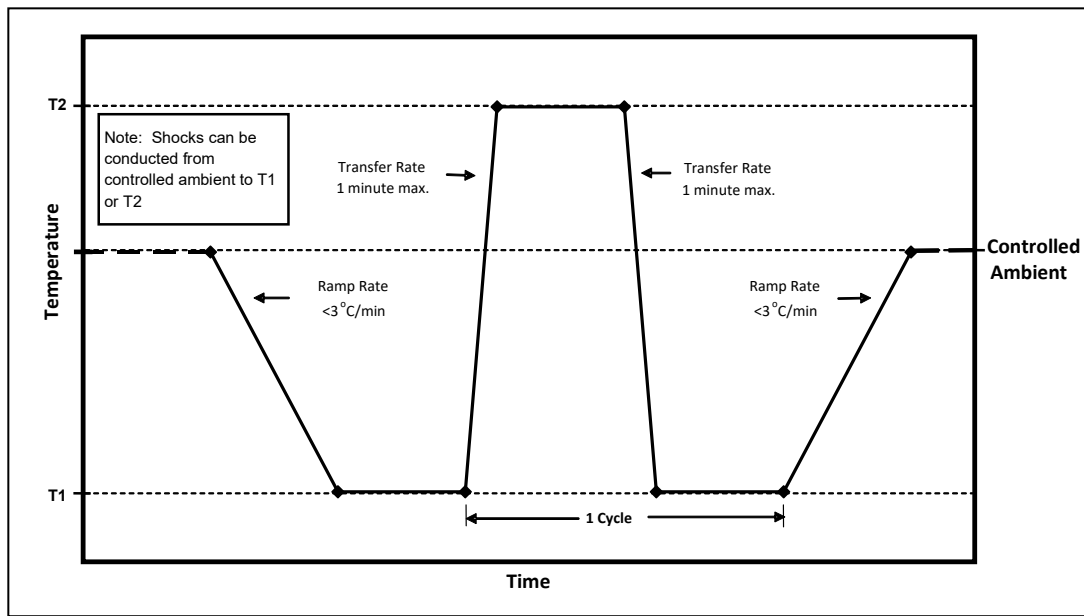 T2
Note: Shocks can be
conducted from
controlled ambient to T1
or T2
Transfer Rate
1 minute max.
Transfer Rate
1 minute max.
Temperature
Controlled
Ambient
Ramp Rate
<3°C/min
Ramp Rate
<3°C/min
T1
1 Cycle
Time